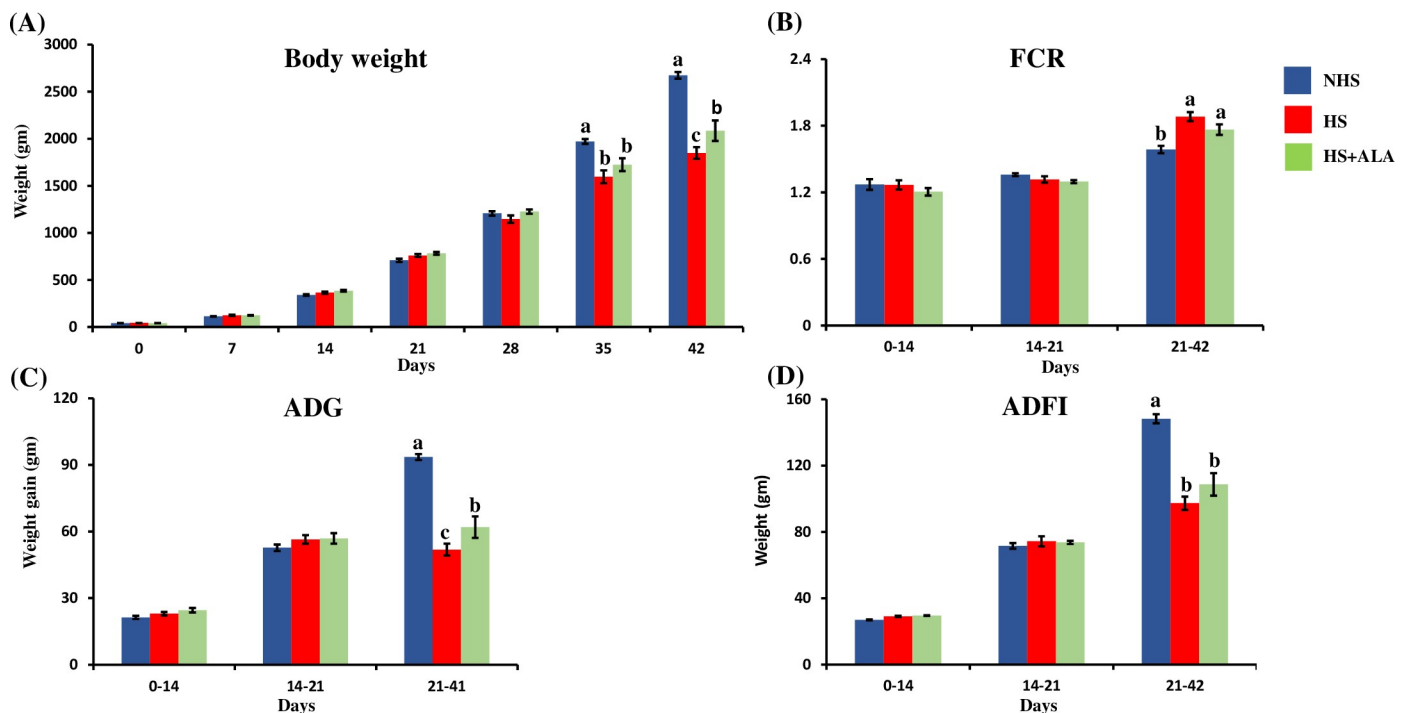 (A)
Body weight
Weight (gm)
3000
2500
2000
1500
1000
500
0
a
b
b
a
c
b
0 7 14 21 28 35 42
Days
(B)
FCR
2.4
1.8
1.2
0.6
0
b
a
a
0-14 14-21 21-42
Days
NHS
HS
HS+ALA
(C)
ADG
Weight gain (gm)
120
90
60
30
0
a
c
b
0-14 14-21 21-41
Days
(D)
ADFI
Weight (gm)
160
120
80
40
0
a
b
b
0-14 14-21 21-42
Days